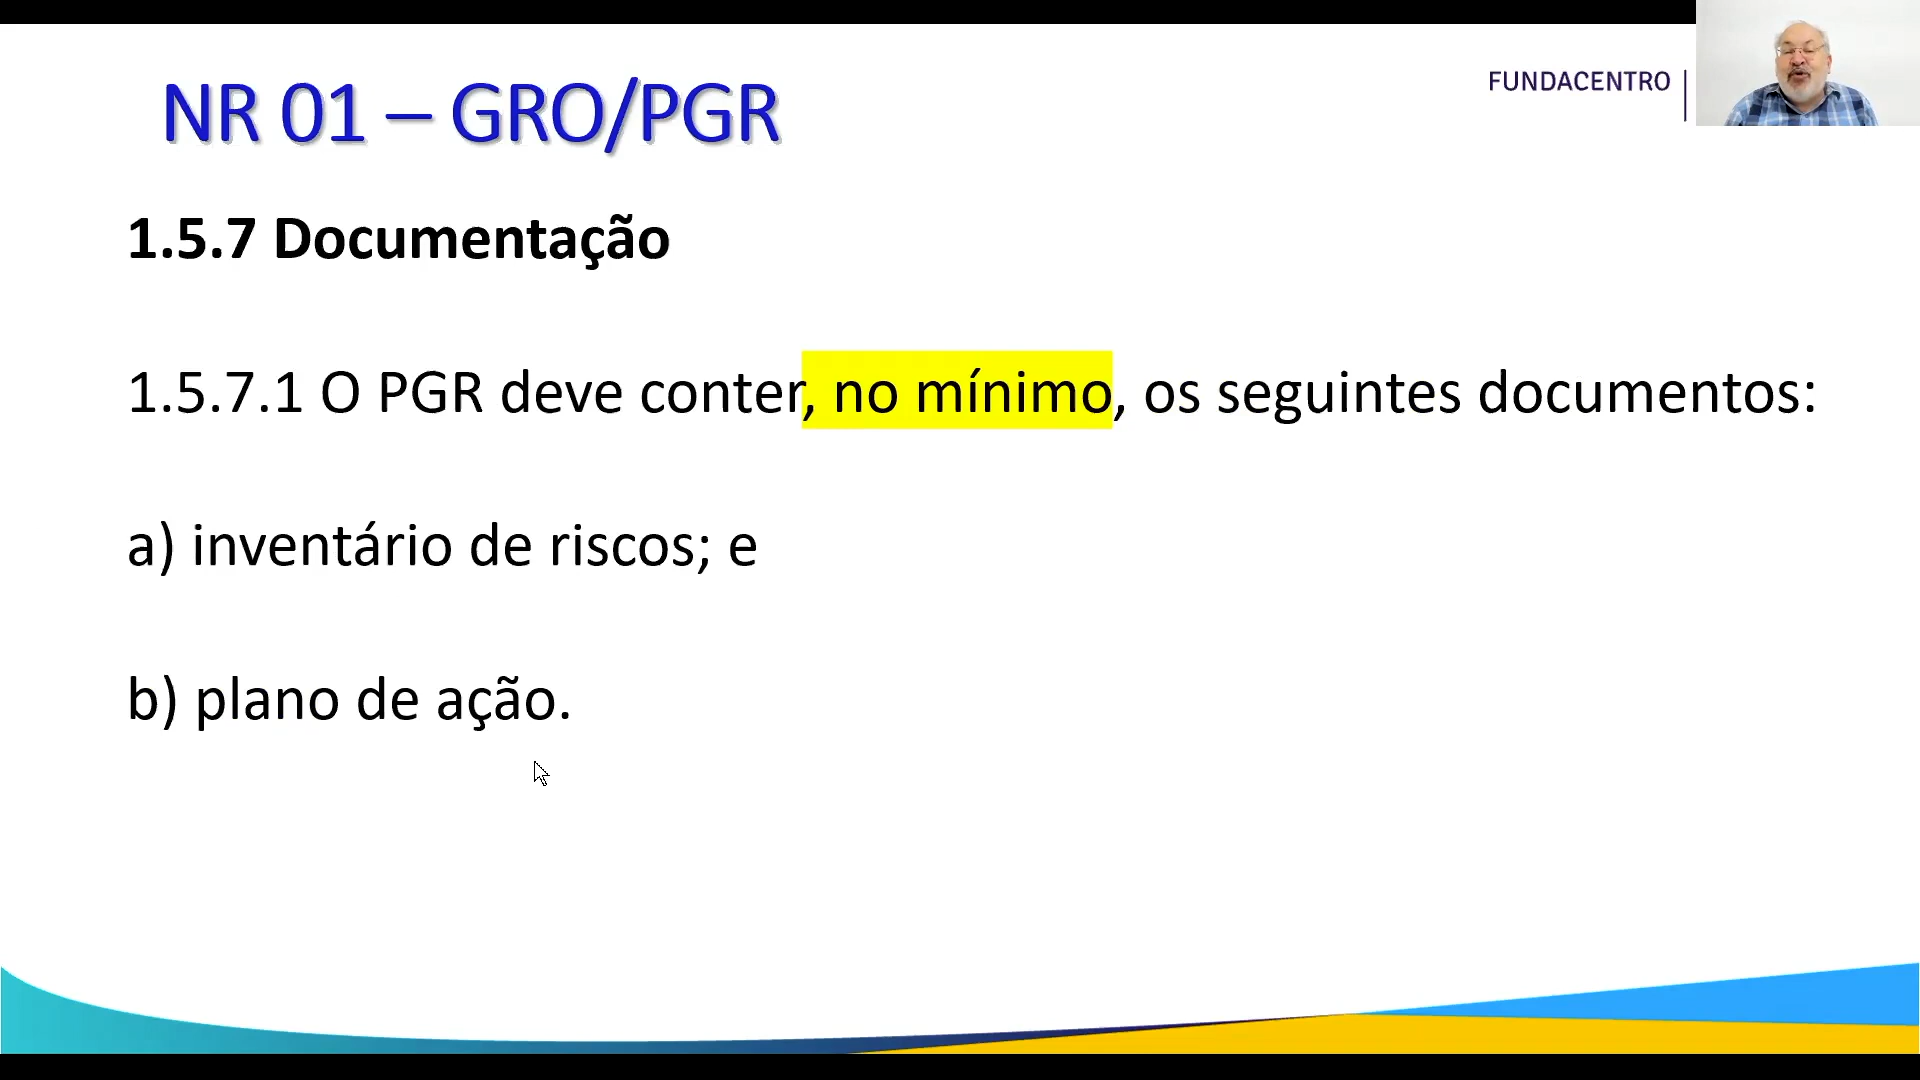 NR 01 – GRO/PGR
FUNDACENTRO
1.5.7 Documentação
1.5.7.1 O PGR deve conter, no mínimo, os seguintes documentos:
a) inventário de riscos; e
b) plano de ação.